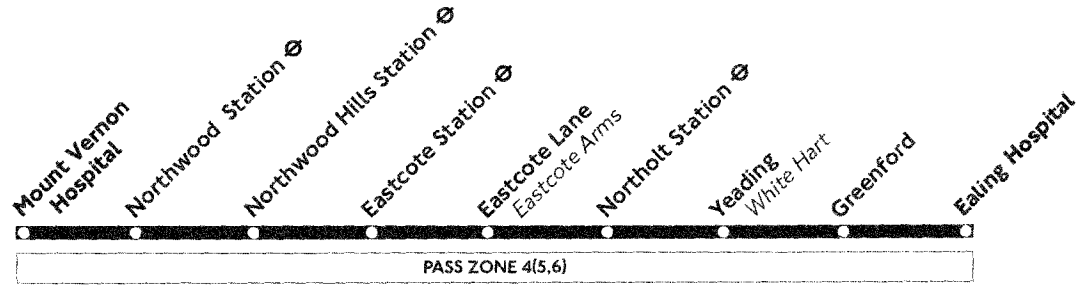 Mount Vernon
Hospital
Northwood Station
Northwood Hills Station
Eastcote Station
Eastcote Lane
Eastcote Arms
Northolt Station
Yeading
White Hart
Greenford
Ealing Hospital
PASS ZONE 4(5,6)